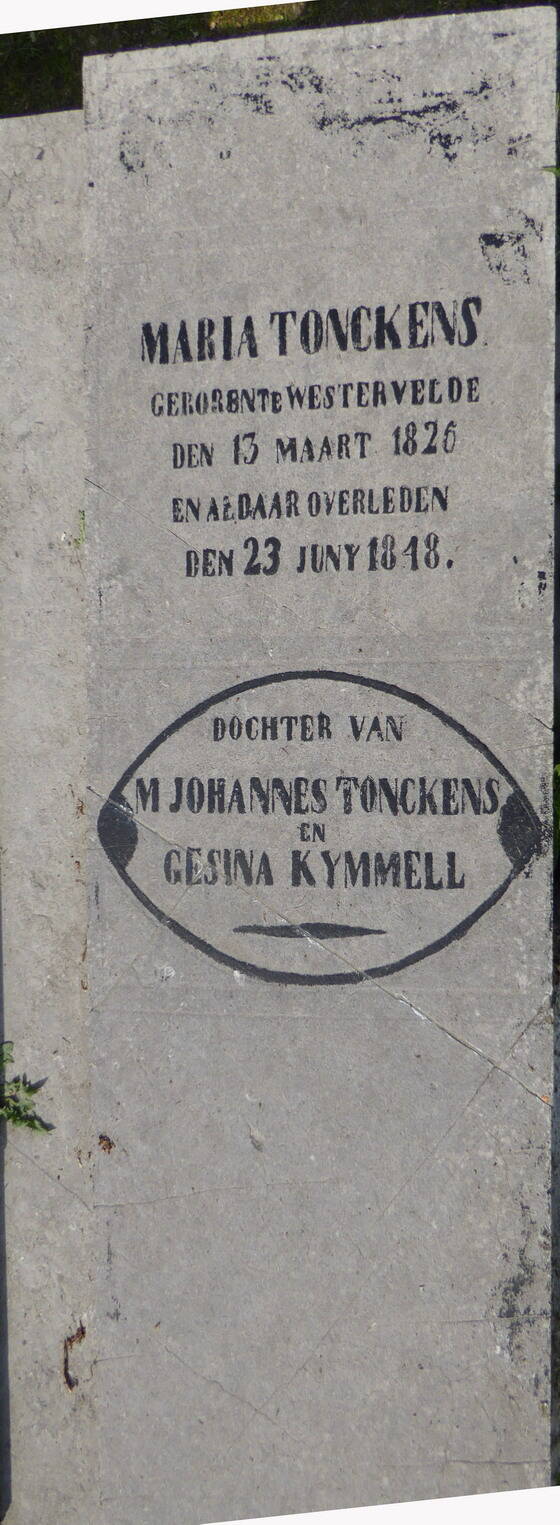 MARIA TONCKENS
GEBOREN TE WESTERVELDE
DEN 13 MAART 1826
EN ALDAAR OVERLEDEN
DEN 23 JUNY 1848.
DOCHTER VAN
M JOHANNES TONCKENS
EN
GESINA KYMMELL